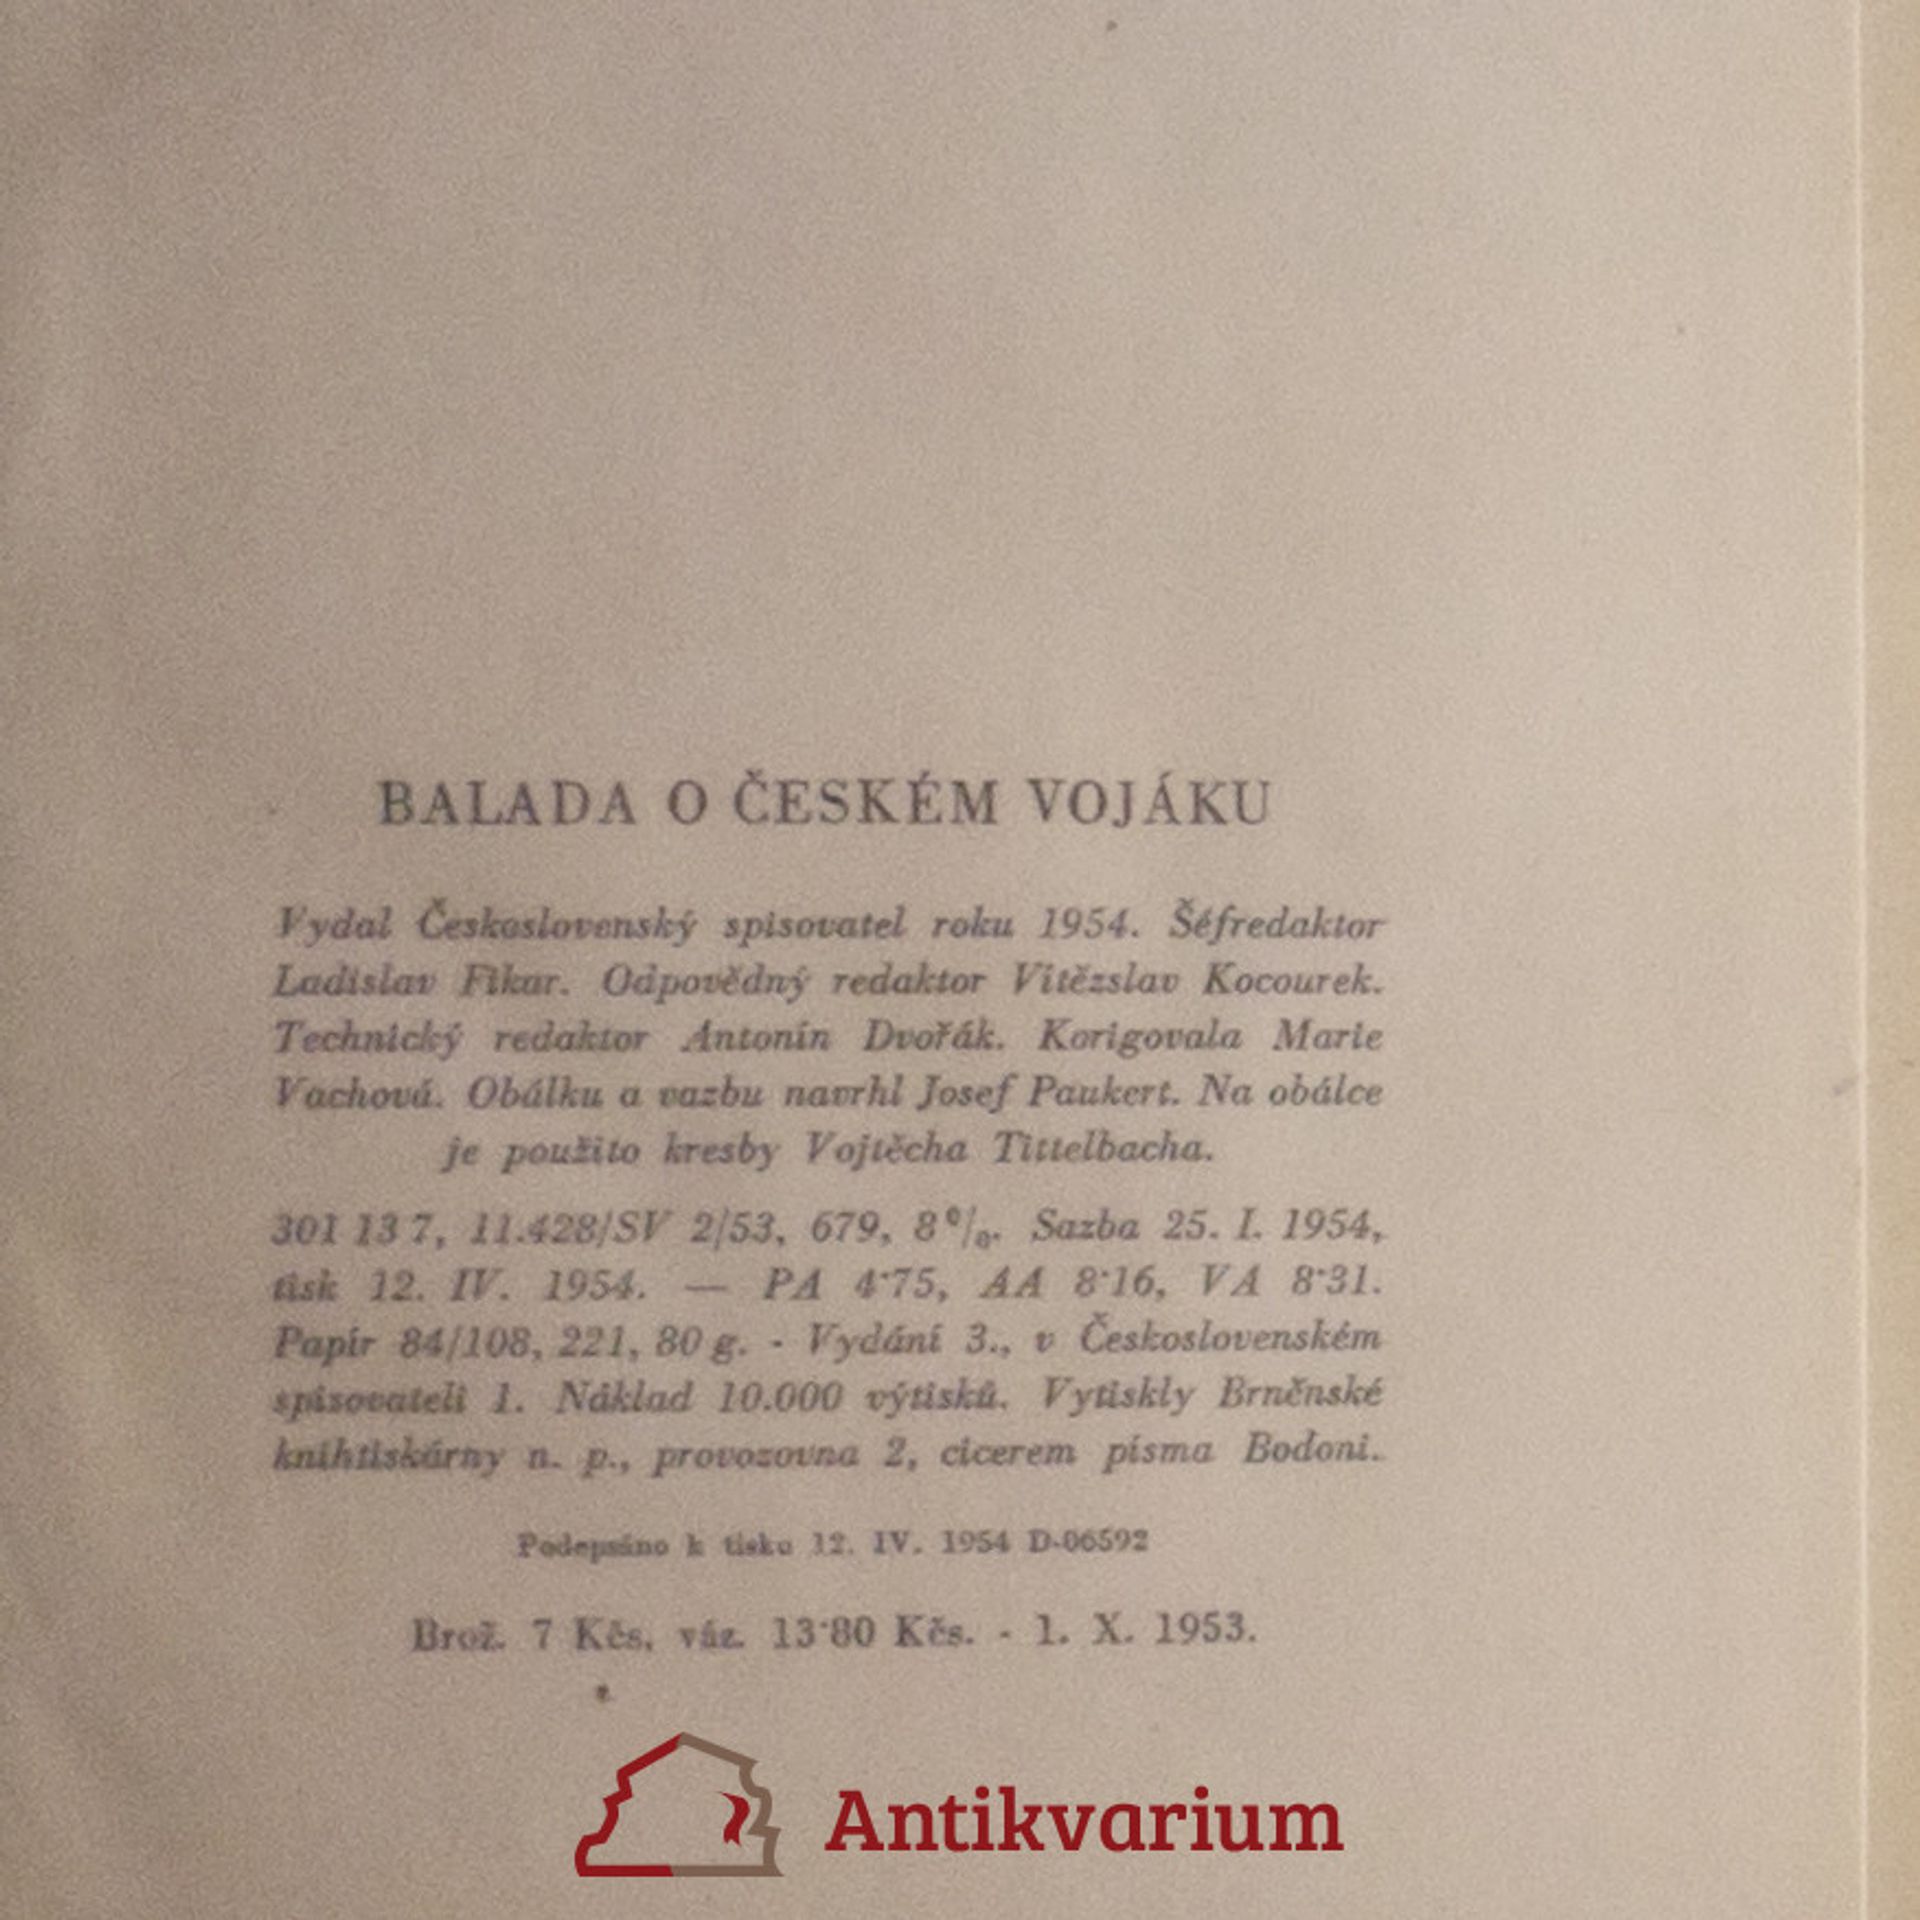 BALADA O ČESKÉM VOJÁKU
Vydal Československý spisovatel roku 1954. Šéfredaktor
Ladislav Fikar. Odpovědný redaktor Vítězslav Kocourek.
Technický redaktor Antonín Dvořák. Korigovala Marie
Vachová. Obálku a vazbu navrhl Josef Paukert. Na obálce
je použito kresby Vojtěcha Tittelbacha.
301 13 7, 11.428/SV 2/53, 679, 8⁰/₀. Sazba 25. I. 1954,
tisk 12. IV. 1954. — PA 4·75, AA 8·16, VA 8·31.
Papír 84/108, 221, 80 g. - Vydání 3., v Československém
spisovateli 1. Náklad 10.000 výtisků. Vytiskly Brněnské
knihtiskárny n. p., provozovna 2, cicerem písma Bodoni.
Podepsáno k tisku 12. IV. 1954 D-06592
Brož. 7 Kčs, váz. 13·80 Kčs. - 1. X. 1953.
Antikvarium